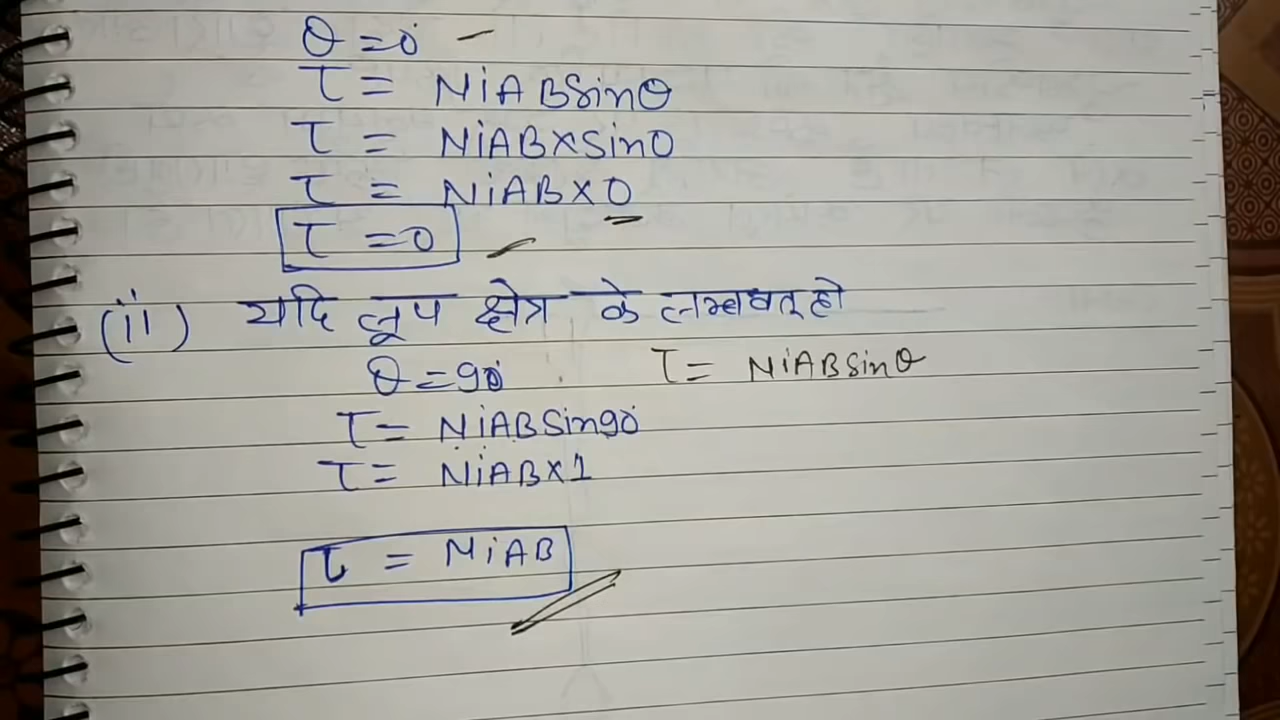 θ = 0°
τ = NiABsinθ
τ = NiAB×sin0
τ = NiAB×0
τ = 0
(ii) यदि लूप क्षेत्र के लम्बवत् हो
θ = 90° τ = NiABsinθ
τ = NiABsin90°
τ = NiAB×1
τ = NiAB